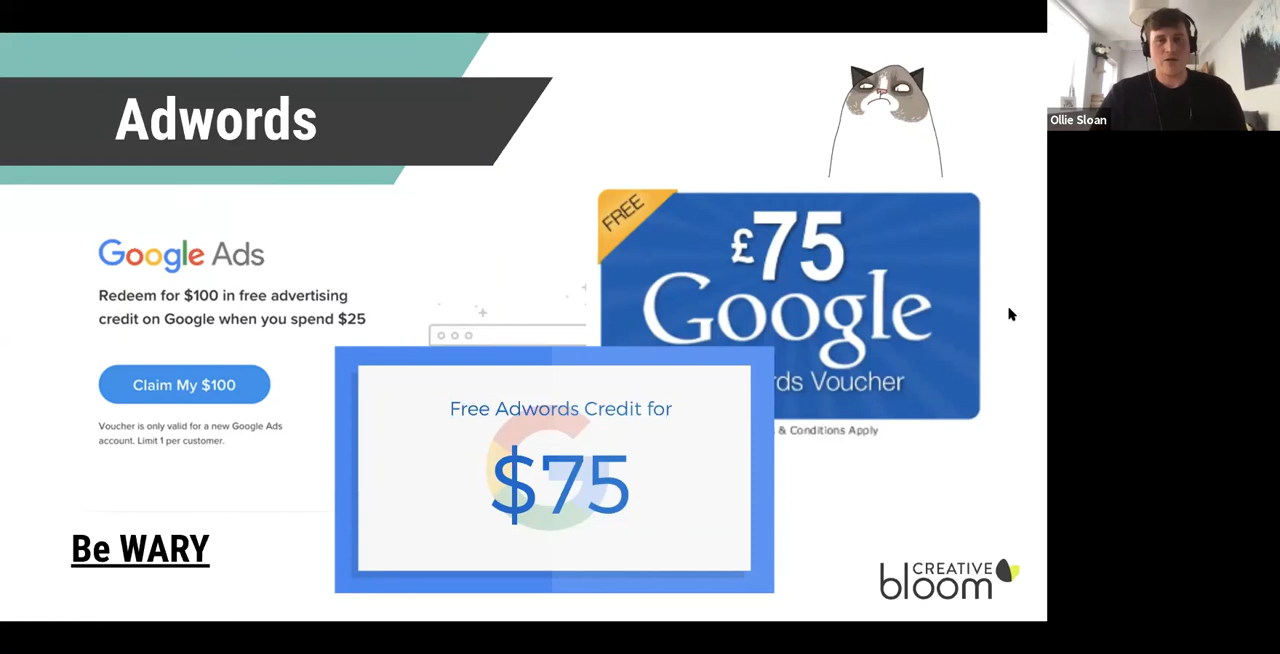 Adwords
Ollie Sloan
Google Ads
Redeem for $100 in free advertising
credit on Google when you spend $25
Claim My $100
Voucher is only valid for a new Google Ads
account. Limit 1 per customer.
FREE
£75
Google
rds Voucher
& Conditions Apply
Free Adwords Credit for
$75
Be WARY
CREATIVE
bloom